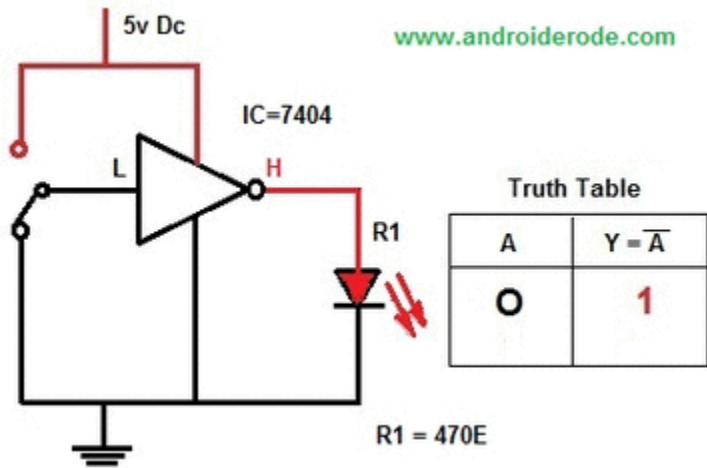 5v Dc
www.androiderode.com
IC=7404
L
H
Truth Table
R1
A Y = A̅
O 1
R1 = 470E